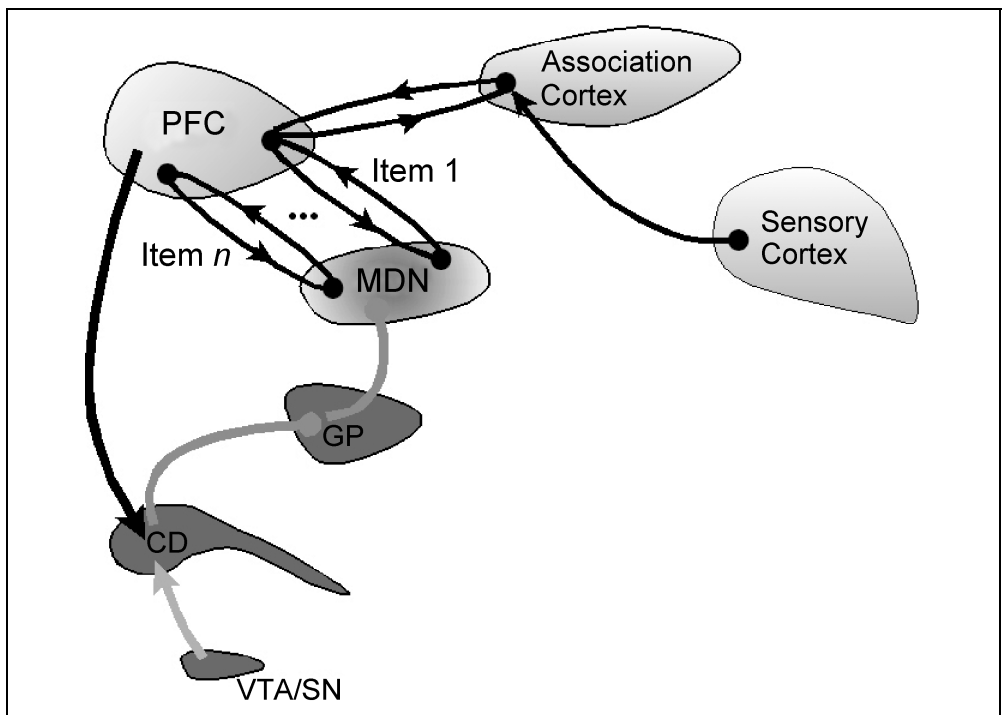 Association
Cortex
PFC
Item 1
...
Sensory
Cortex
Item n
MDN
GP
CD
VTA/SN